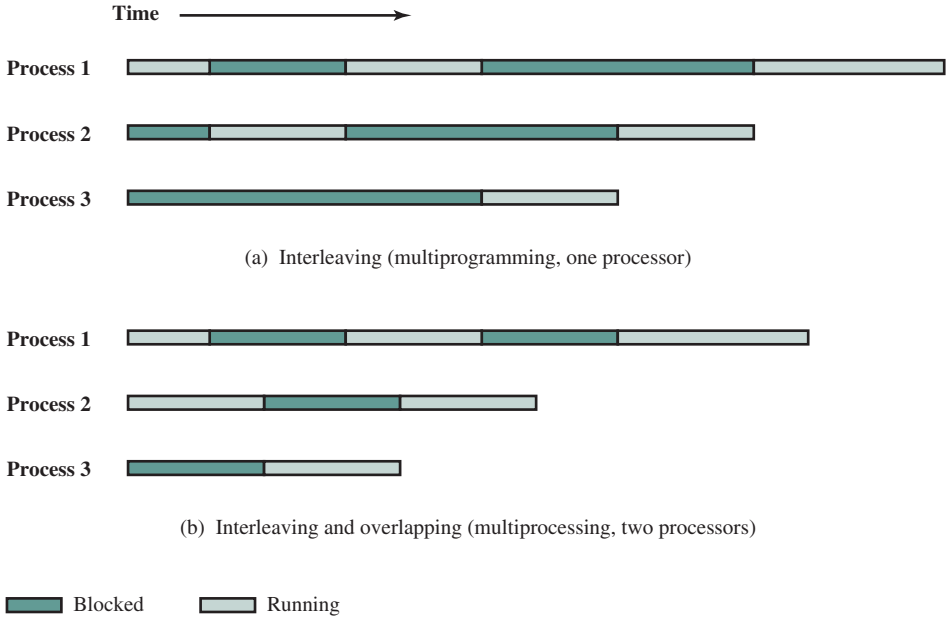 Time
Process 1
Process 2
Process 3
(a) Interleaving (multiprogramming, one processor)
Process 1
Process 2
Process 3
(b) Interleaving and overlapping (multiprocessing, two processors)
Blocked Running